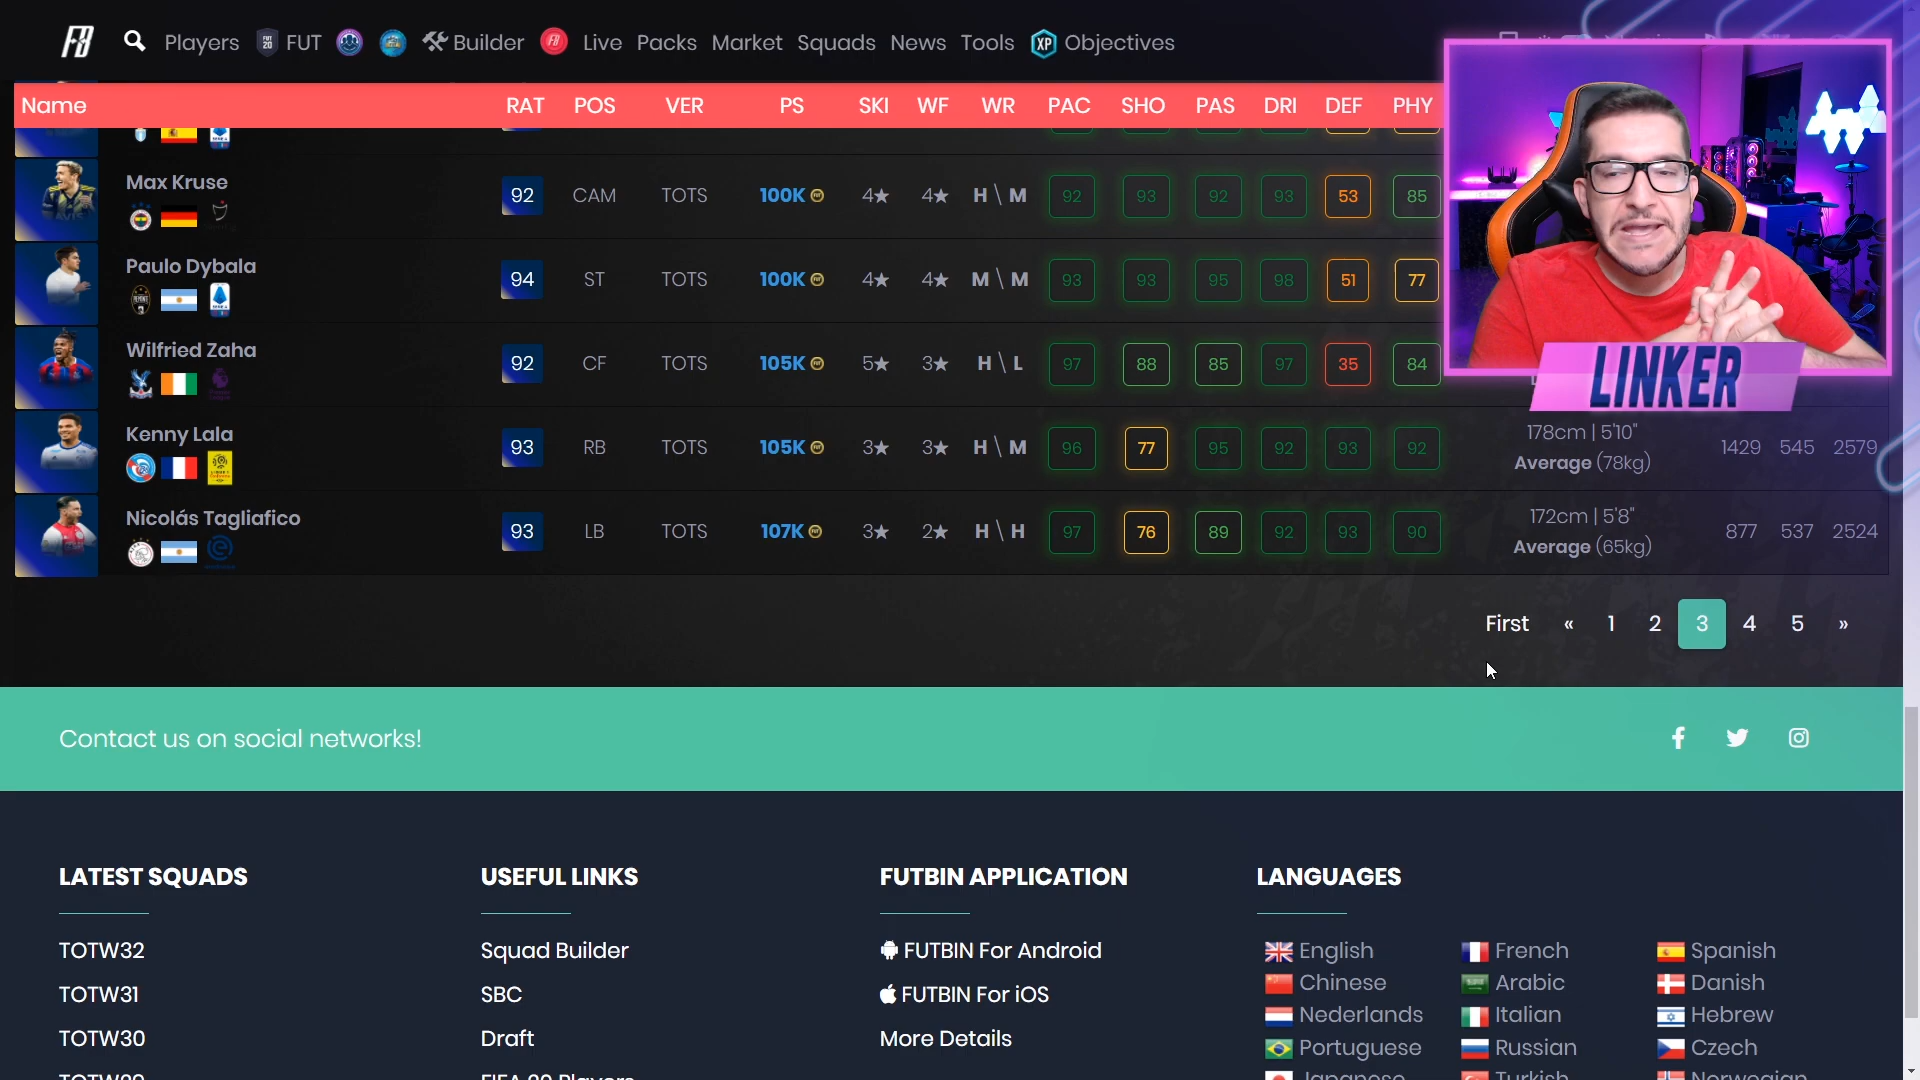 Players FUT Builder Live Packs Market Squads News Tools XP Objectives
Name RAT POS VER PS SKI WF WR PAC SHO PAS DRI DEF PHY
Max Kruse 92 CAM TOTS 100K 4★ 4★ H \ M 92 93 92 93 53 85
Paulo Dybala 94 ST TOTS 100K 4★ 4★ M \ M 93 93 95 98 51 77
Wilfried Zaha 92 CF TOTS 105K 5★ 3★ H \ L 97 88 85 97 35 84
LINKER
Kenny Lala 93 RB TOTS 105K 3★ 3★ H \ M 96 77 95 92 93 92 178cm | 5'10" 1429 545 2579
Average (78kg)
Nicolás Tagliafico 93 LB TOTS 107K 3★ 2★ H \ H 97 76 89 92 93 90 172cm | 5'8" 877 537 2524
Average (65kg)
First « 1 2 3 4 5 »
Contact us on social networks!
LATEST SQUADS USEFUL LINKS FUTBIN APPLICATION LANGUAGES
TOTW32 Squad Builder FUTBIN For Android English French Spanish
Chinese Arabic Danish
TOTW31 SBC FUTBIN For iOS
Nederlands Italian Hebrew
TOTW30 Draft More Details
Portuguese Russian Czech
Japanese Turkish Norwegian
TOTW29 FIFA 20 Players